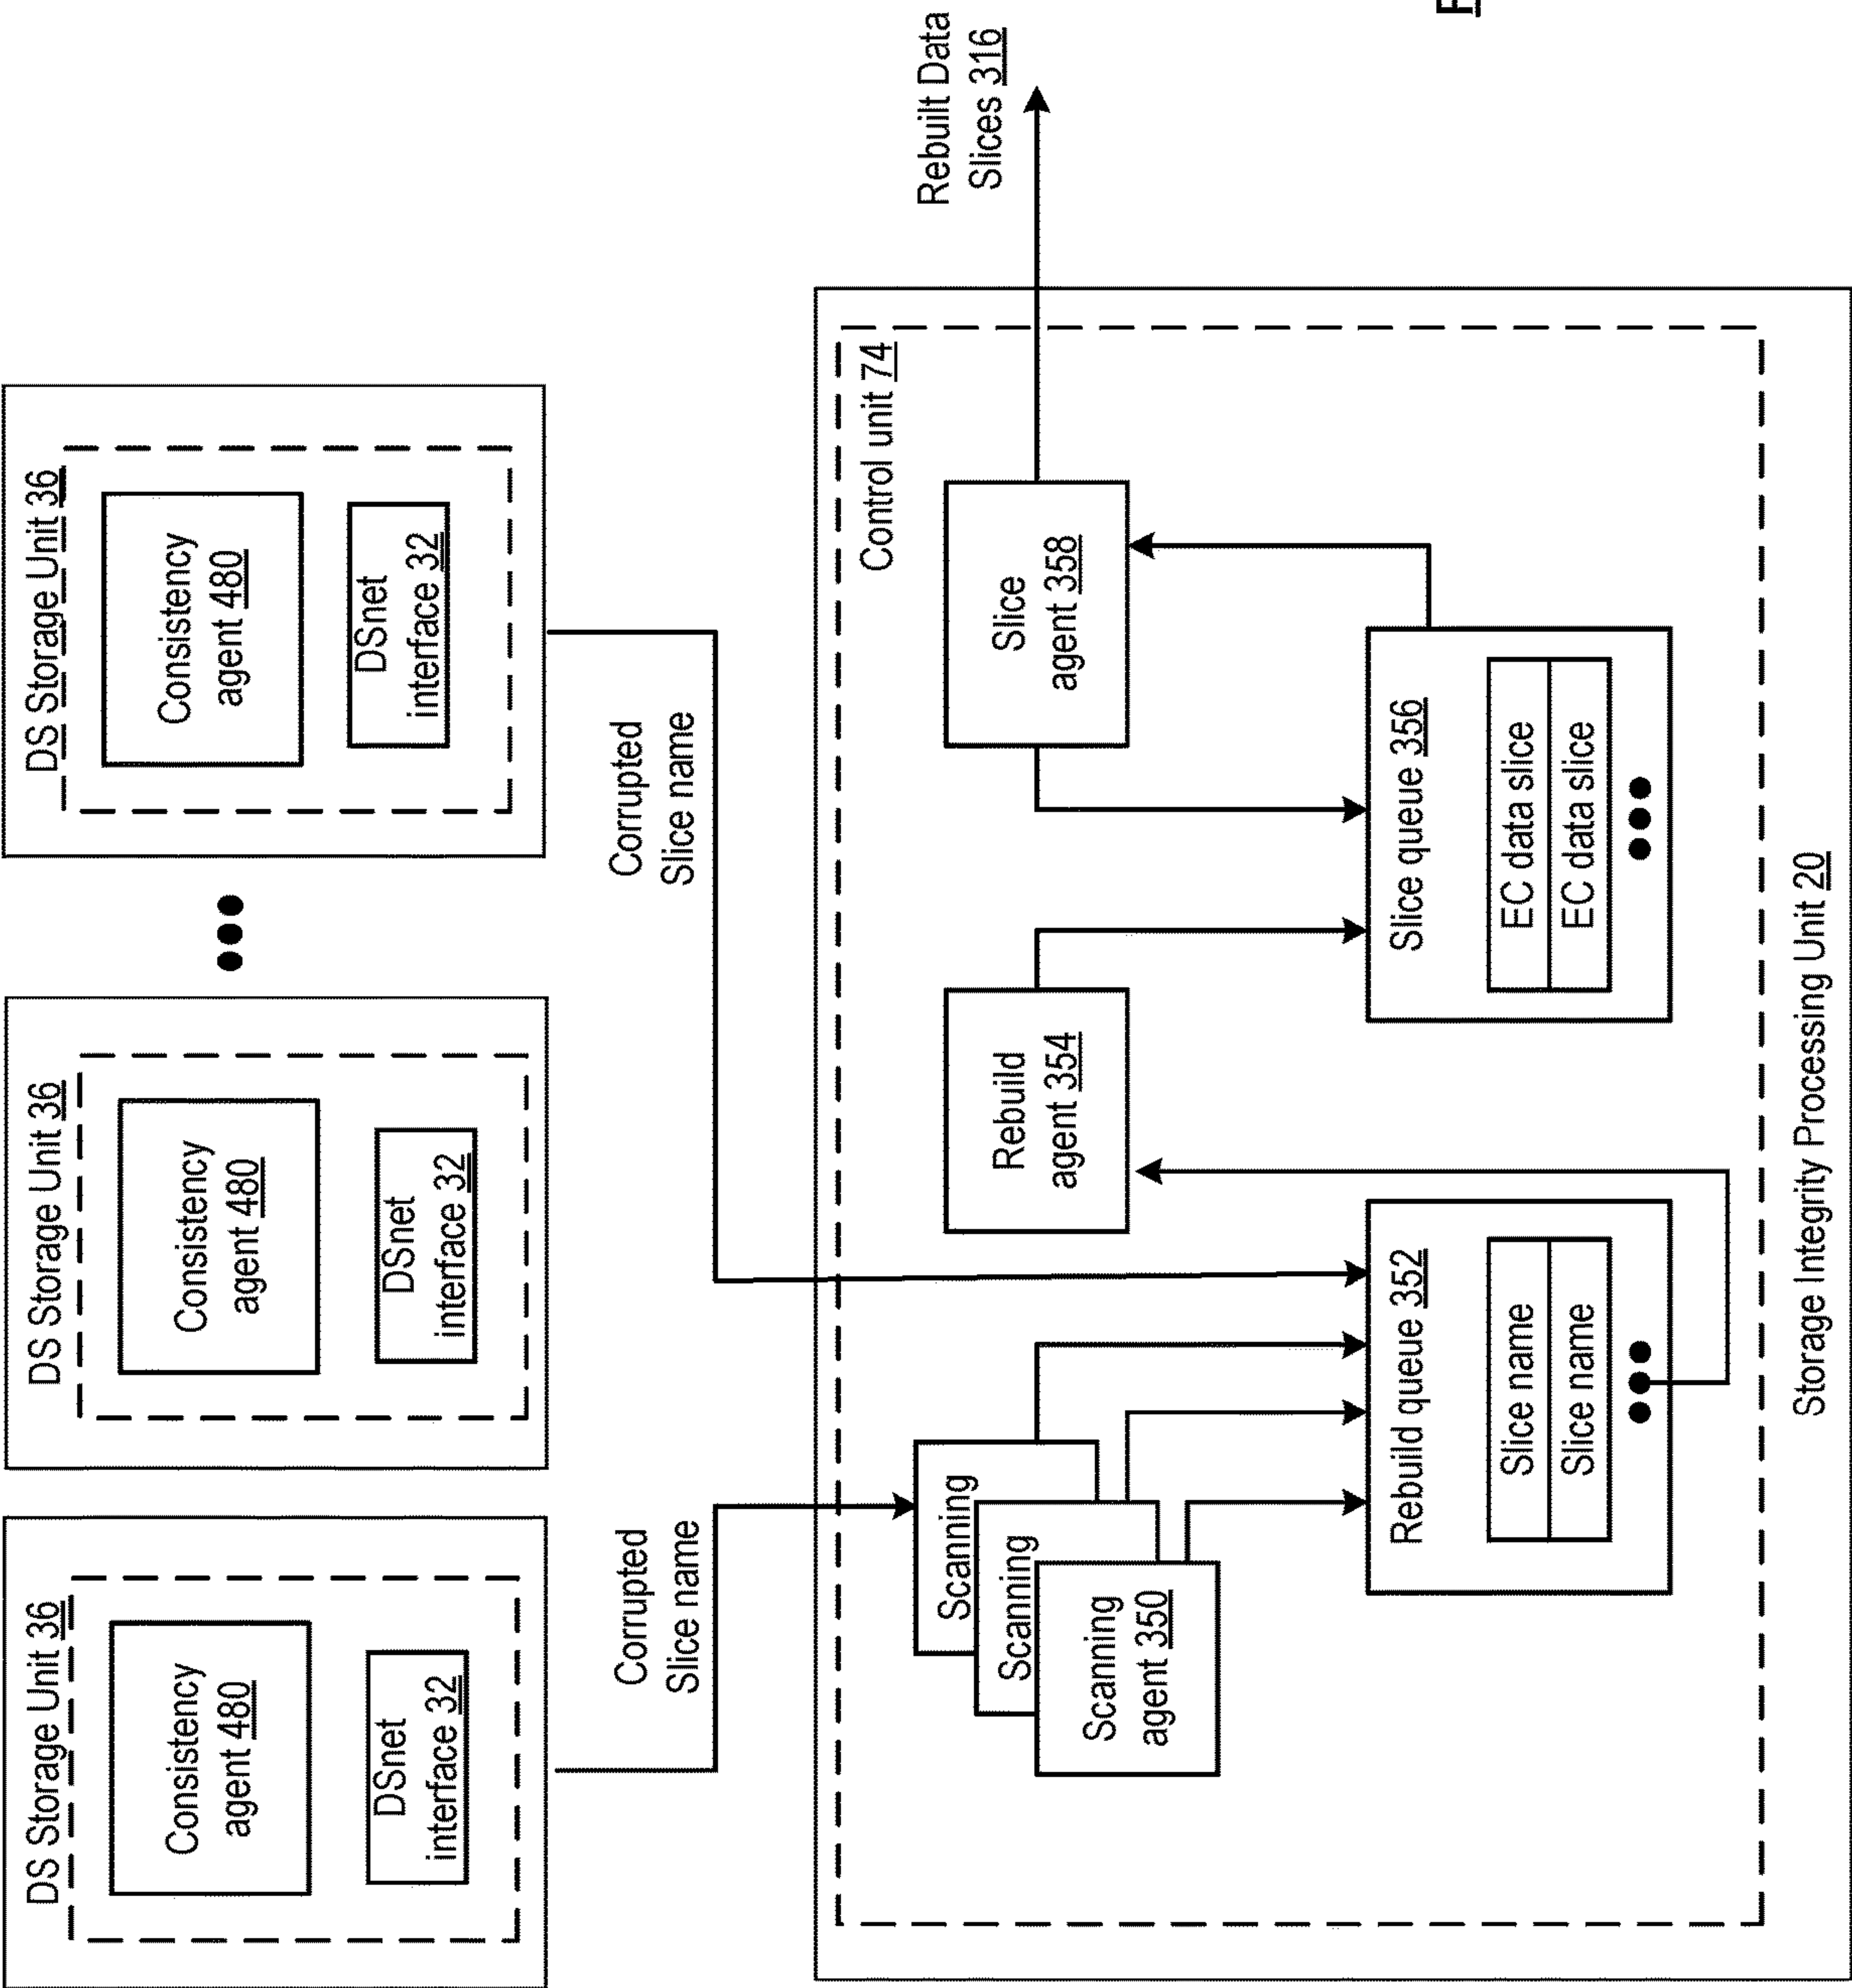 DS Storage Unit 36
Consistency
agent 480
DSnet
interface 32
DS Storage Unit 36
Consistency
agent 480
DSnet
interface 32
DS Storage Unit 36
Consistency
agent 480
DSnet
interface 32
Corrupted
Slice name
Corrupted
Slice name
Control unit 74
Scanning
Scanning
Scanning
agent 350
Rebuild
agent 354
Slice
agent 358
Rebuilt Data
Slices 316
Rebuild queue 352
Slice name
Slice name
Slice queue 356
EC data slice
EC data slice
Storage Integrity Processing Unit 20